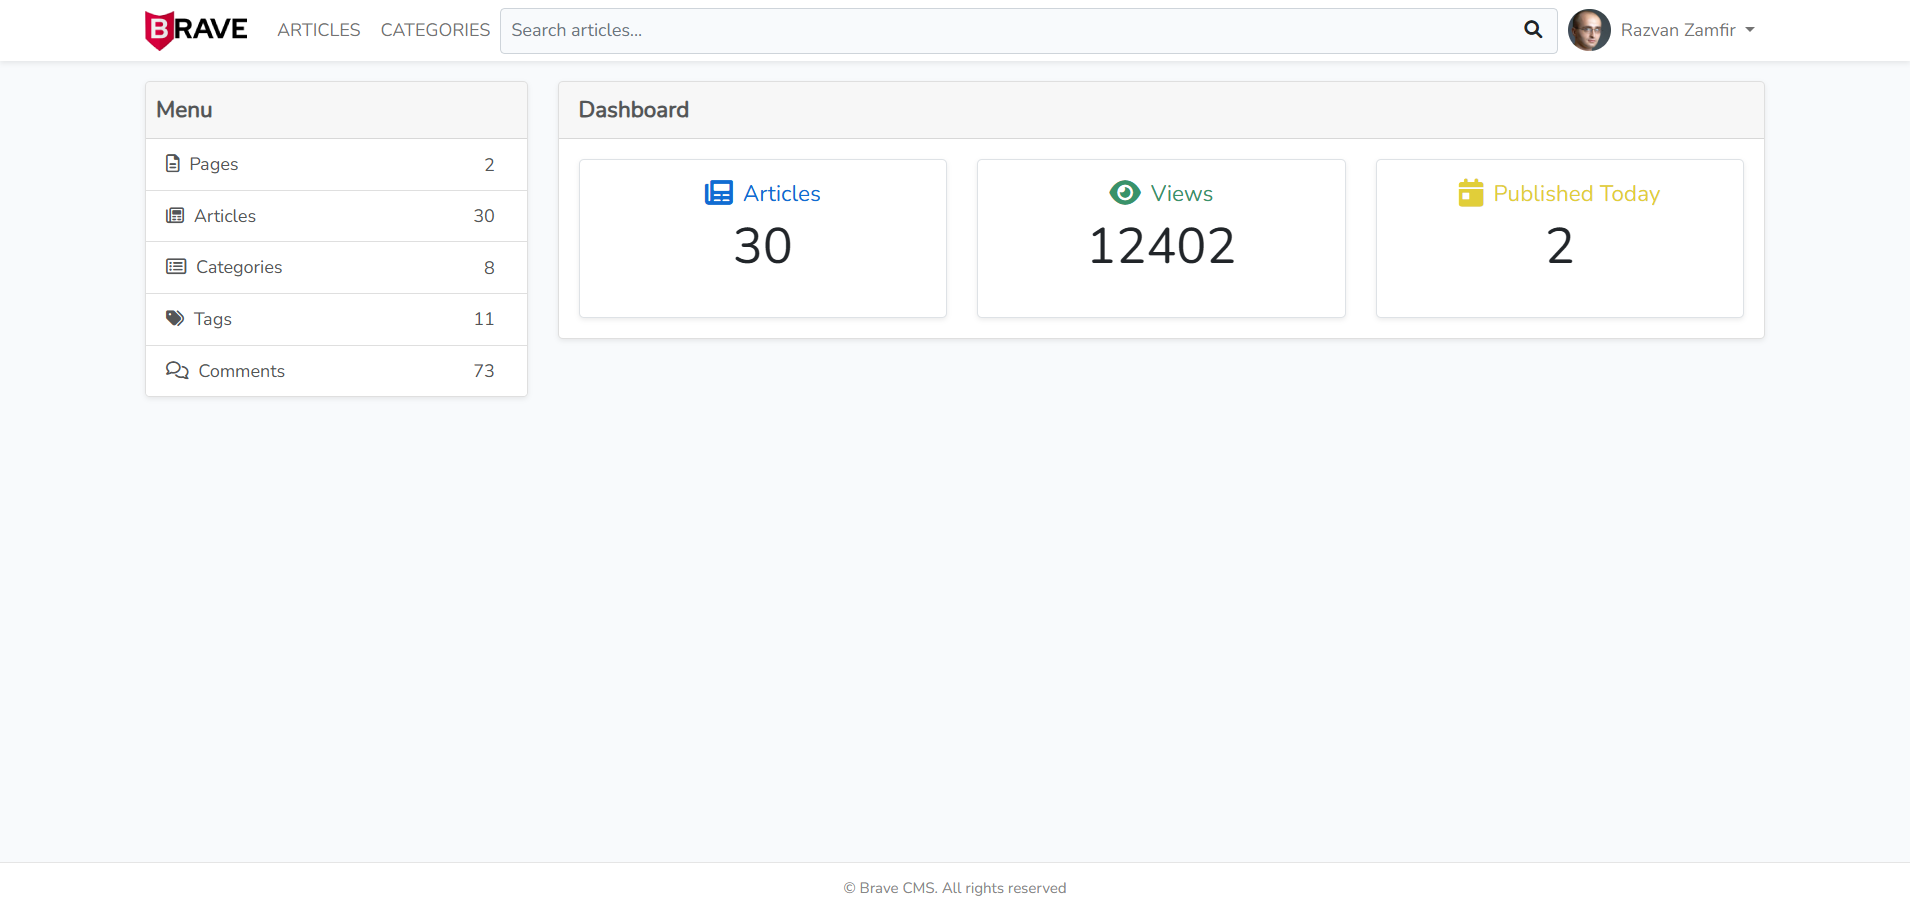 BRAVE ARTICLES CATEGORIES Search articles... Razvan Zamfir
Menu
Pages 2
Articles 30
Categories 8
Tags 11
Comments 73
Dashboard
Articles
30
Views
12402
Published Today
2
© Brave CMS. All rights reserved